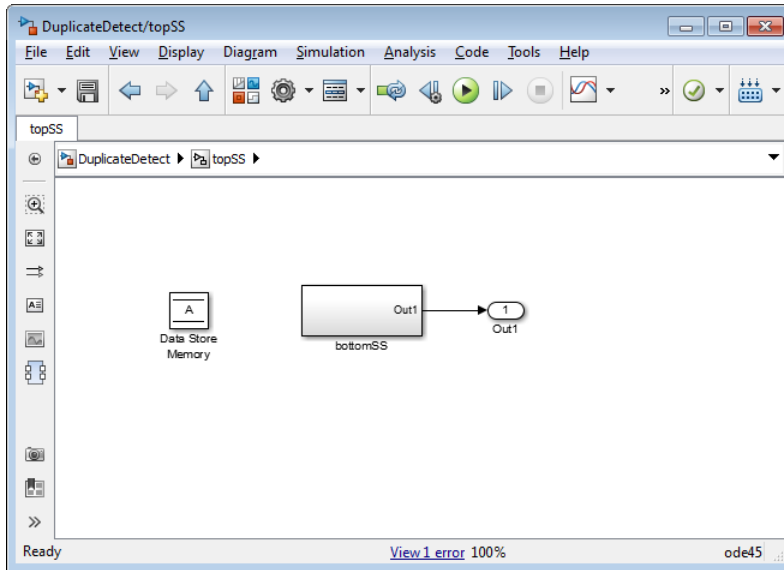 DuplicateDetect/topSS
File Edit View Display Diagram Simulation Analysis Code Tools Help
»
topSS
DuplicateDetect topSS
A
Data Store
Memory
Out1
bottomSS
1
Out1
Ready View 1 error 100% ode45